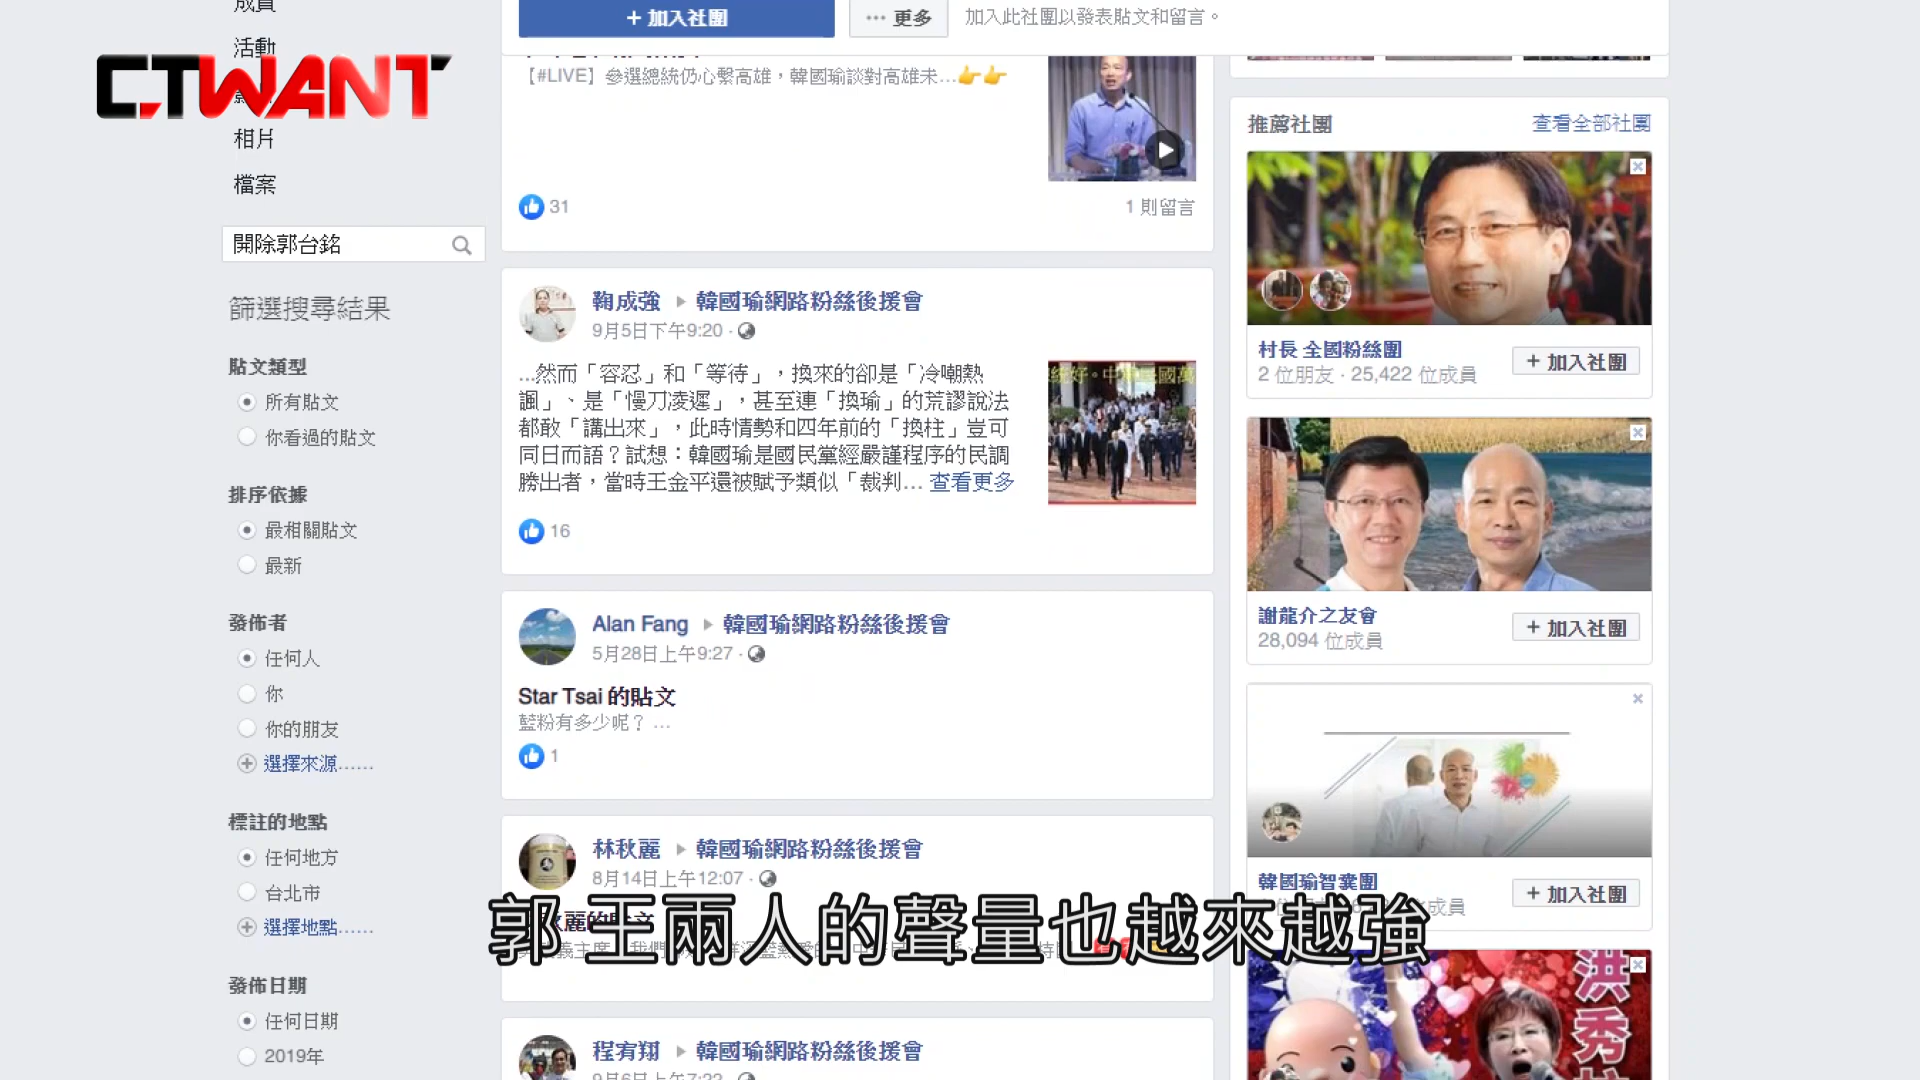 成員
活動
相片
檔案
開除郭台銘
篩選搜尋結果
貼文類型
所有貼文
你看過的貼文
排序依據
最相關貼文
最新
發佈者
任何人
你
你的朋友
選擇來源......
標註的地點
任何地方
台北市
選擇地點......
發佈日期
任何日期
2019年
CTWANT
+ 加入社團
··· 更多
加入此社團以發表貼文和留言。
【#LIVE】參選總統仍心繫高雄，韓國瑜談對高雄未...👉👉
31
1 則留言
鞠成強 ▸ 韓國瑜網路粉絲後援會
9月5日下午9:20 ·
...然而「容忍」和「等待」，換來的卻是「冷嘲熱
諷」、是「慢刀凌遲」，甚至連「換瑜」的荒謬說法
都敢「講出來」，此時情勢和四年前的「換柱」豈可
同日而語？試想：韓國瑜是國民黨經嚴謹程序的民調
勝出者，當時王金平還被賦予類似「裁判... 查看更多
16
Alan Fang ▸ 韓國瑜網路粉絲後援會
5月28日上午9:27 ·
Star Tsai 的貼文
藍粉有多少呢？ ...
1
林秋麗 ▸ 韓國瑜網路粉絲後援會
8月14日上午12:07 ·
郭 王兩人的聲量也越來越強
程宥翔 ▸ 韓國瑜網路粉絲後援會
9月6日上午7:22
推薦社團
查看全部社團
村長 全國粉絲團
2 位朋友 · 25,422 位成員
+ 加入社團
謝龍介之友會
28,094 位成員
+ 加入社團
韓國瑜智囊團
+ 加入社團
洪秀